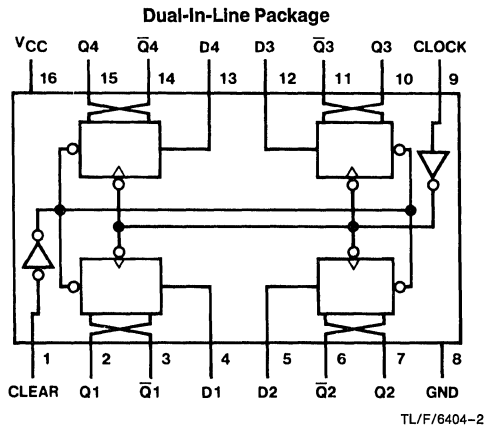 Dual-In-Line Package
VCC Q4 Q̅4 D4 D3 Q̅3 Q3 CLOCK
16 15 14 13 12 11 10 9
1 2 3 4 5 6 7 8
CLEAR Q1 Q̅1 D1 D2 Q̅2 Q2 GND
TL/F/6404–2